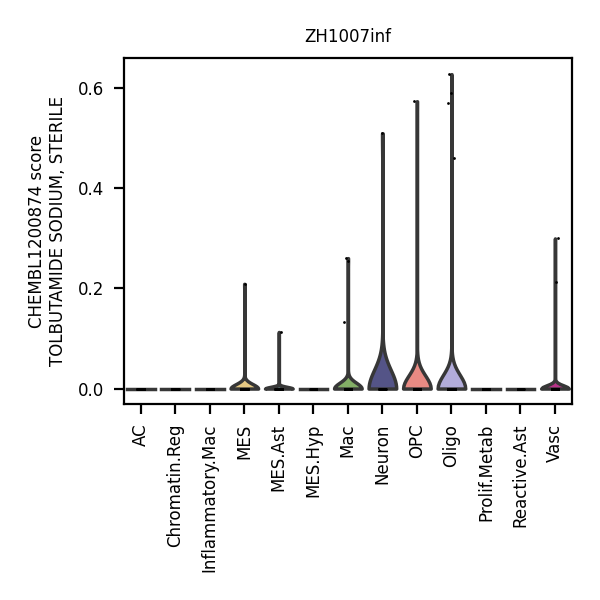 ZH1007inf
CHEMBL1200874 score
TOLBUTAMIDE SODIUM, STERILE
0.6
0.4
0.2
0.0
AC
Chromatin.Reg
Inflammatory.Mac
MES
MES.Ast
MES.Hyp
Mac
Neuron
OPC
Oligo
Prolif.Metab
Reactive.Ast
Vasc